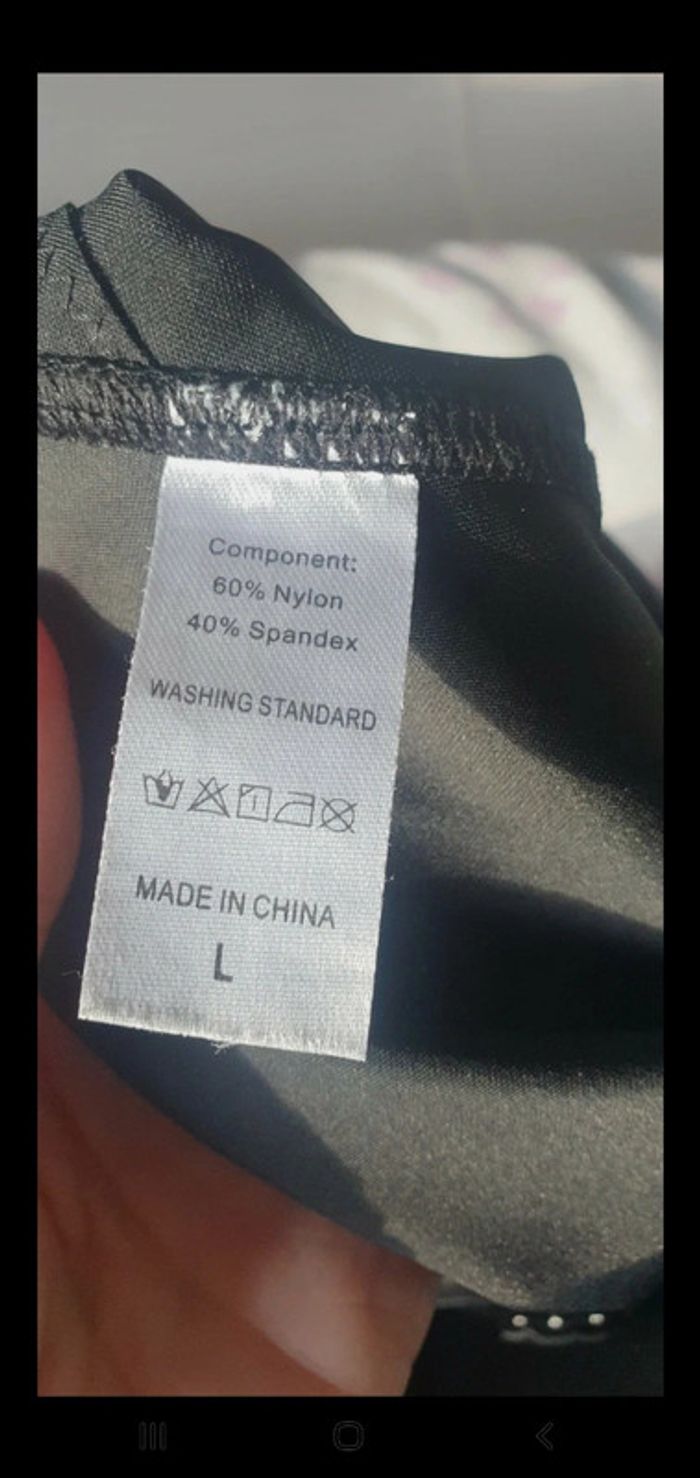 Component:
60% Nylon
40% Spandex
WASHING STANDARD
MADE IN CHINA
L